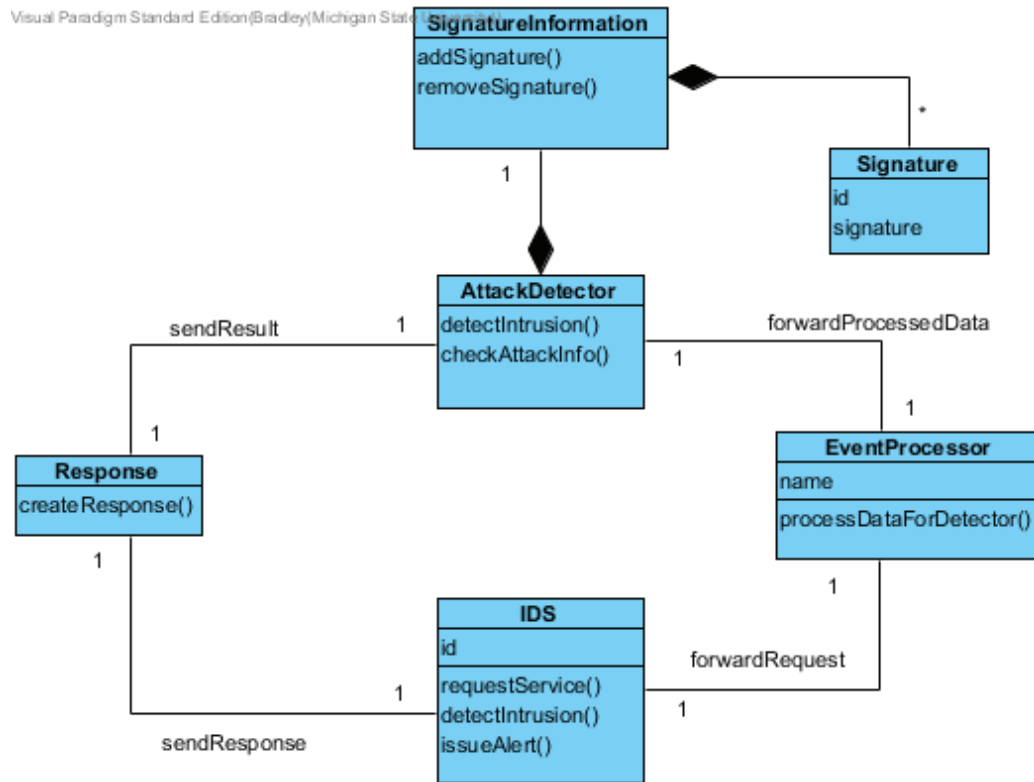 Visual Paradigm Standard Edition(Bradley(Michigan State
SignatureInformation
addSignature()
removeSignature()
*
1
Signature
id
signature
AttackDetector
detectIntrusion()
checkAttackInfo()
sendResult
1
forwardProcessedData
1
1
1
Response
createResponse()
EventProcessor
name
processDataForDetector()
1
1
IDS
id
requestService()
detectIntrusion()
issueAlert()
forwardRequest
1
1
sendResponse